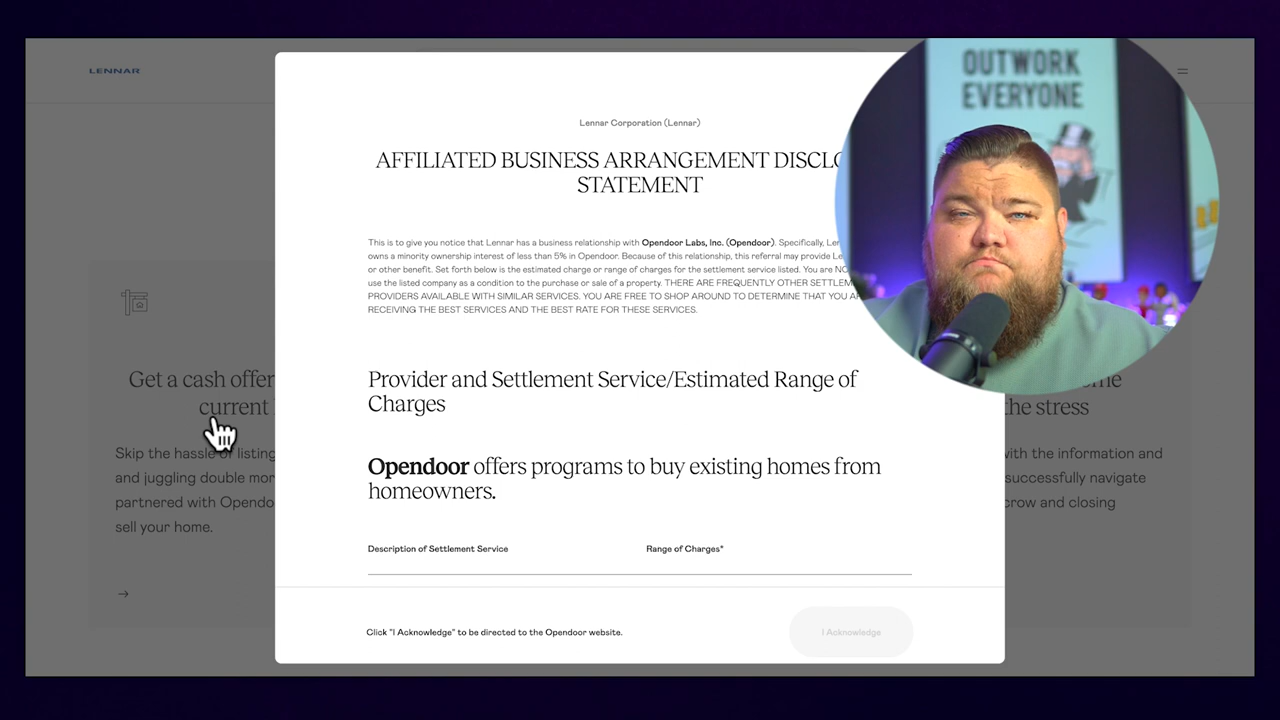 LENNAR
OUTWORK
EVERYONE
Lennar Corporation (Lennar)
AFFILIATED BUSINESS ARRANGEMENT
STATEMENT
This is to give you notice that Lennar has a business relationship with Opendoor Labs, Inc. (Opendoor). Specifically,
owns a minority ownership interest of less than 5% in Opendoor. Because of this relationship, this referral may provide
or other benefit. Set forth below is the estimated charge or range of charges for the settlement service listed. You are
use the listed company as a condition to the purchase or sale of a property. THERE ARE FREQUENTLY OTHER
PROVIDERS AVAILABLE WITH SIMILAR SERVICES. YOU ARE FREE TO SHOP AROUND TO DETERMINE THAT YOU
RECEIVING THE BEST SERVICES AND THE BEST RATE FOR THESE SERVICES.
Provider and Settlement Service/Estimated Range of
Charges
Opendoor offers programs to buy existing homes from
homeowners.
Description of Settlement Service Range of Charges*
Click "I Acknowledge" to be directed to the Opendoor website.
I Acknowledge
Get a cash offer
current
Skip the hassle of listing
and juggling double
partnered with
sell your home.
the stress
with the information and
successfully navigate
and closing